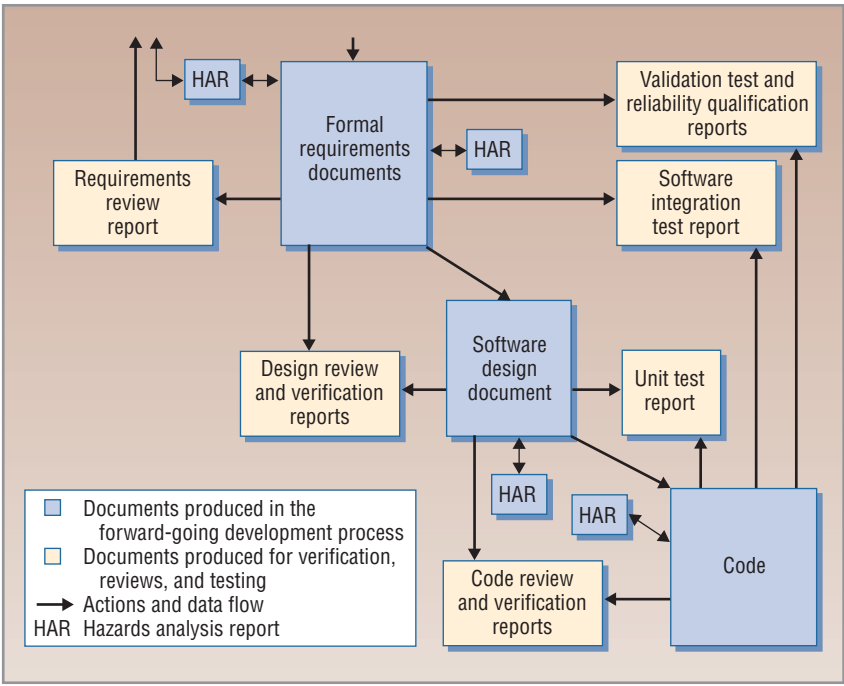 HAR
Formal
requirements
documents
HAR
Validation test and
reliability qualification
reports
Requirements
review
report
Software
integration
test report
Software
design
document
Design review
and verification
reports
Unit test
report
HAR
HAR
Code
Code review
and verification
reports
Documents produced in the
forward-going development process
Documents produced for verification,
reviews, and testing
Actions and data flow
HAR Hazards analysis report